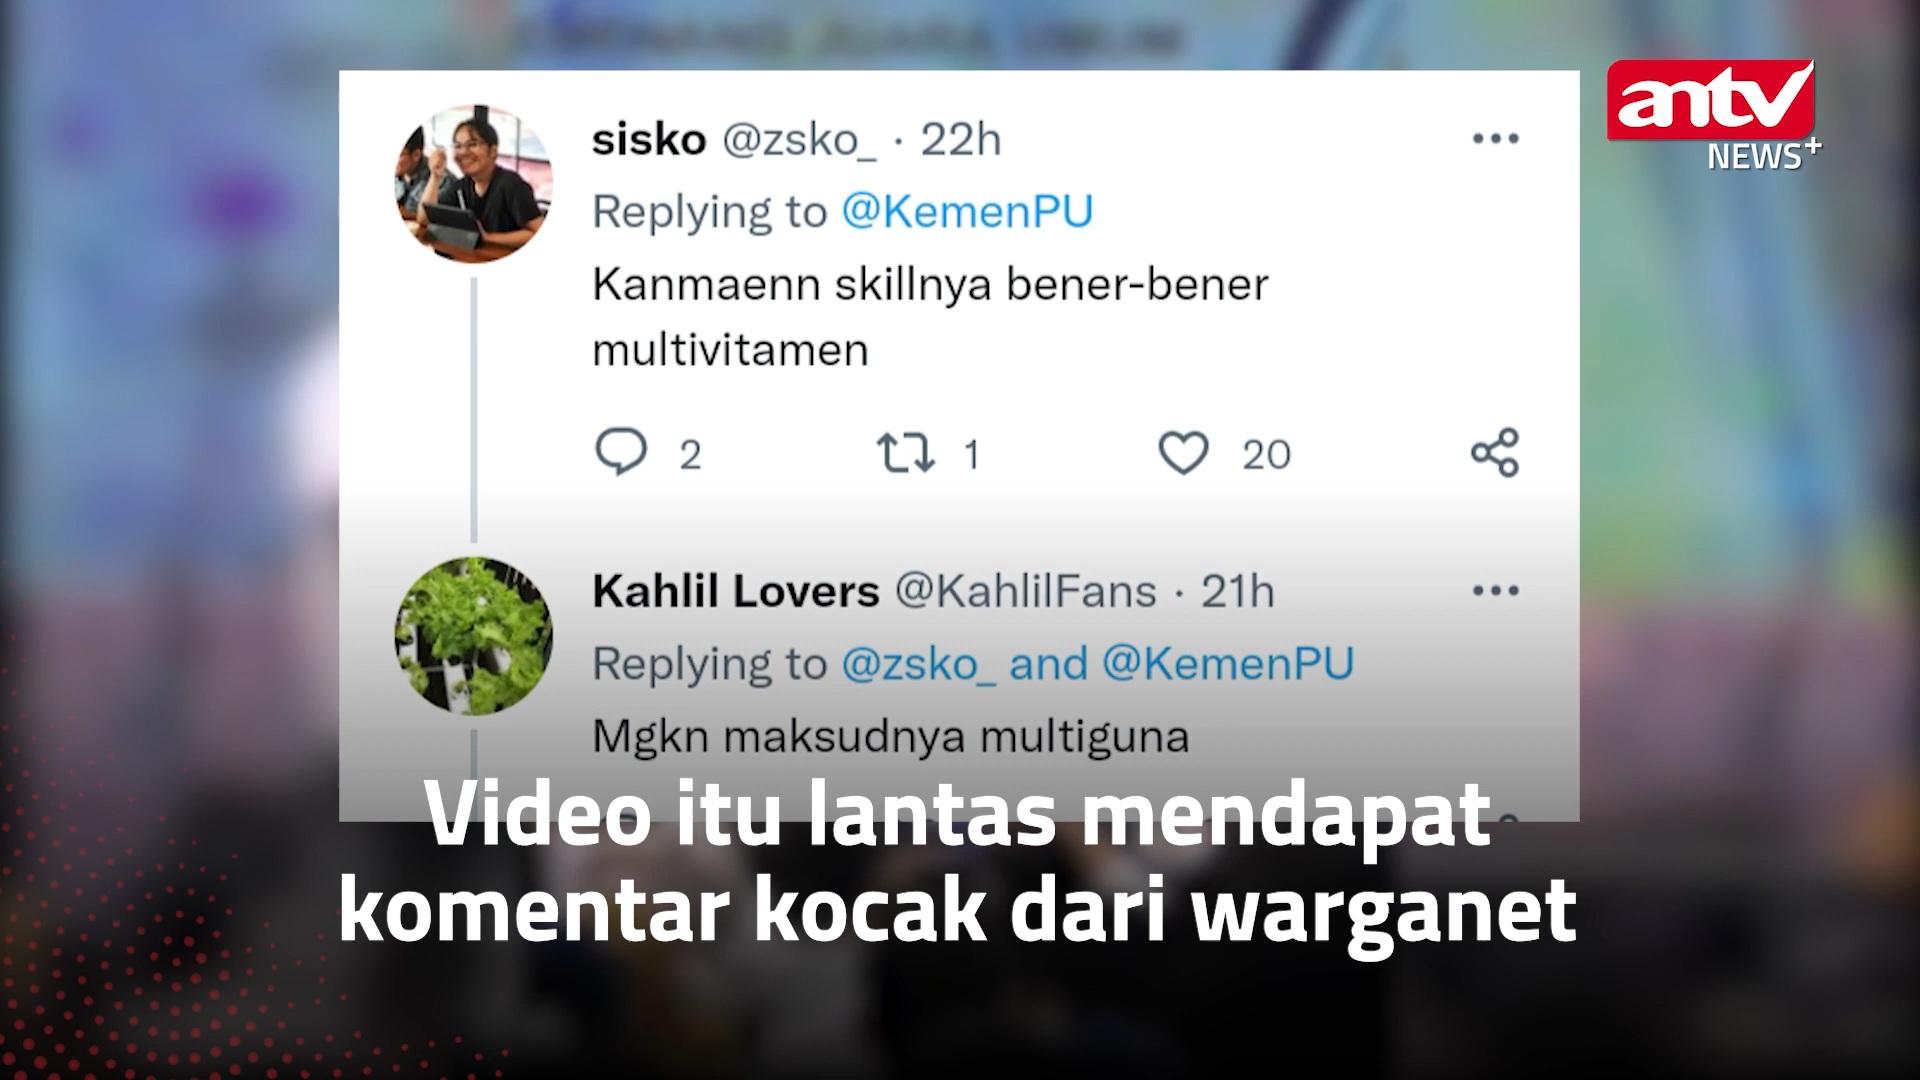 antv
NEWS+
sisko @zsko_ · 22h
Replying to @KemenPU
Kanmaenn skillnya bener-bener
multivitamen
2 1 20
Kahlil Lovers @KahlilFans · 21h
Replying to @zsko_ and @KemenPU
Mgkn maksudnya multiguna
Video itu lantas mendapat
komentar kocak dari warganet